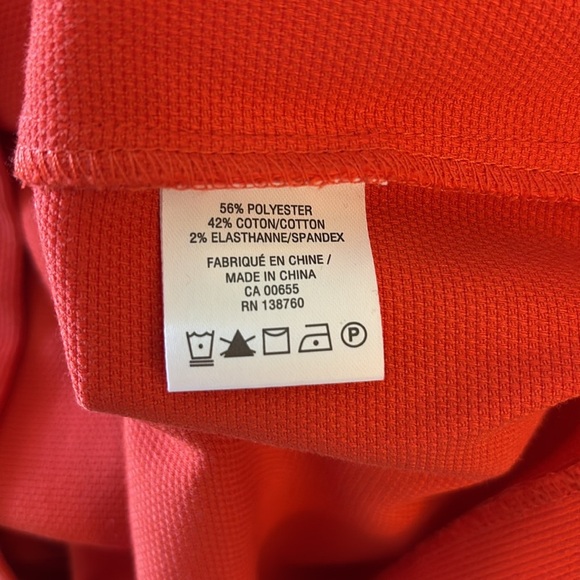 56% POLYESTER
42% COTON/COTTON
2% ELASTHANNE/SPANDEX
FABRIQUÉ EN CHINE /
MADE IN CHINA
CA 00655
RN 138760
P